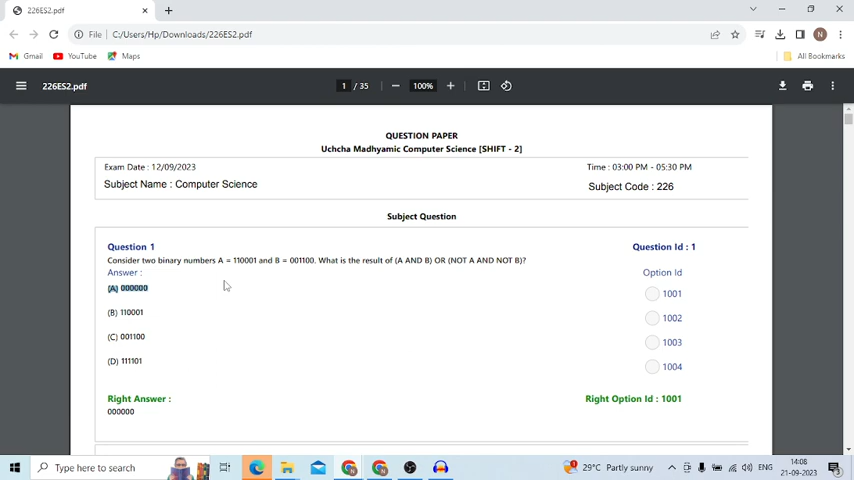 226ES2.pdf
File C:/Users/Hp/Downloads/226ES2.pdf
N
Gmail YouTube Maps All Bookmarks
226ES2.pdf 1 / 35 100%
QUESTION PAPER
Uchcha Madhyamic Computer Science [SHIFT - 2]
Exam Date : 12/09/2023 Time : 03:00 PM - 05:30 PM
Subject Name : Computer Science Subject Code : 226
Subject Question
Question 1 Question Id : 1
Consider two binary numbers A = 110001 and B = 001100. What is the result of (A AND B) OR (NOT A AND NOT B)?
Answer : Option Id
(A) 000000 1001
(B) 110001 1002
(C) 001100 1003
(D) 111101 1004
Right Answer : Right Option Id : 1001
000000
Type here to search 29°C Partly sunny ENG 14:08
21-09-2023 3